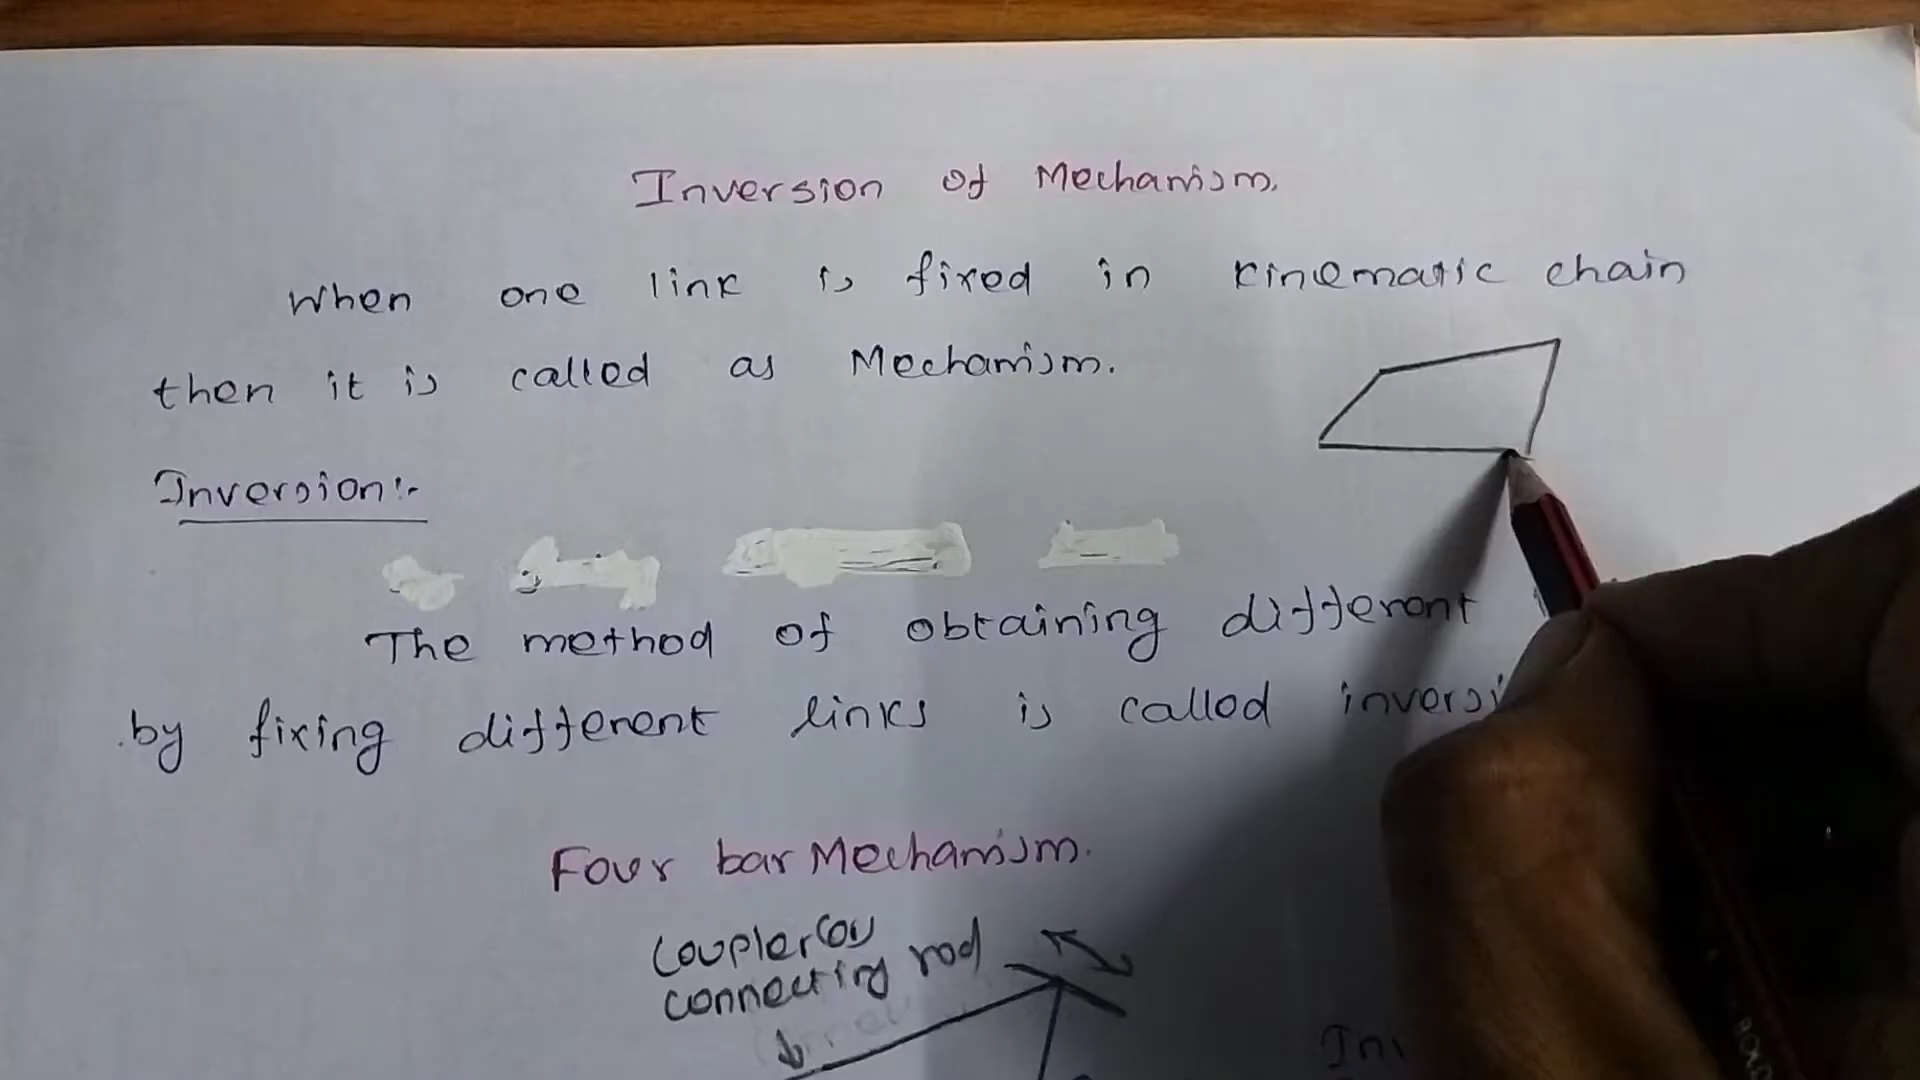 Inversion of Mechanism.
When one link is fixed in kinematic chain
then it is called as Mechanism.
Inversion:-
The method of obtaining different
by fixing different links is called inversi
Four bar Mechanism.
Coupler (or)
connecting rod